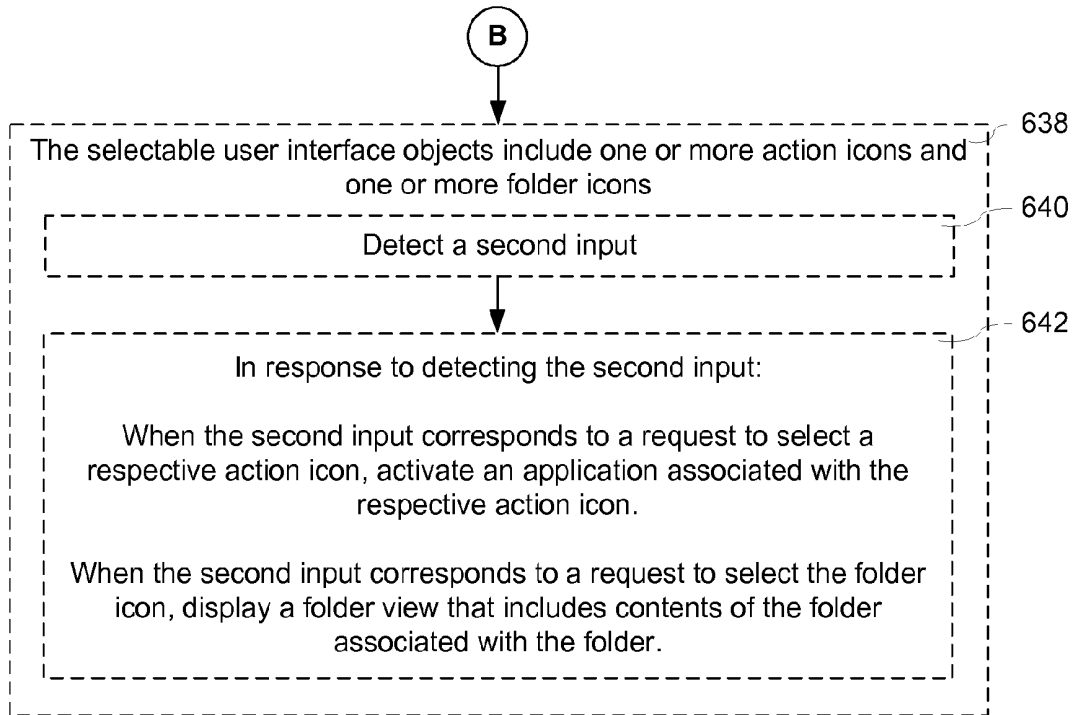 B
638
The selectable user interface objects include one or more action icons and
one or more folder icons
640
Detect a second input
642
In response to detecting the second input:
When the second input corresponds to a request to select a
respective action icon, activate an application associated with the
respective action icon.
When the second input corresponds to a request to select the folder
icon, display a folder view that includes contents of the folder
associated with the folder.